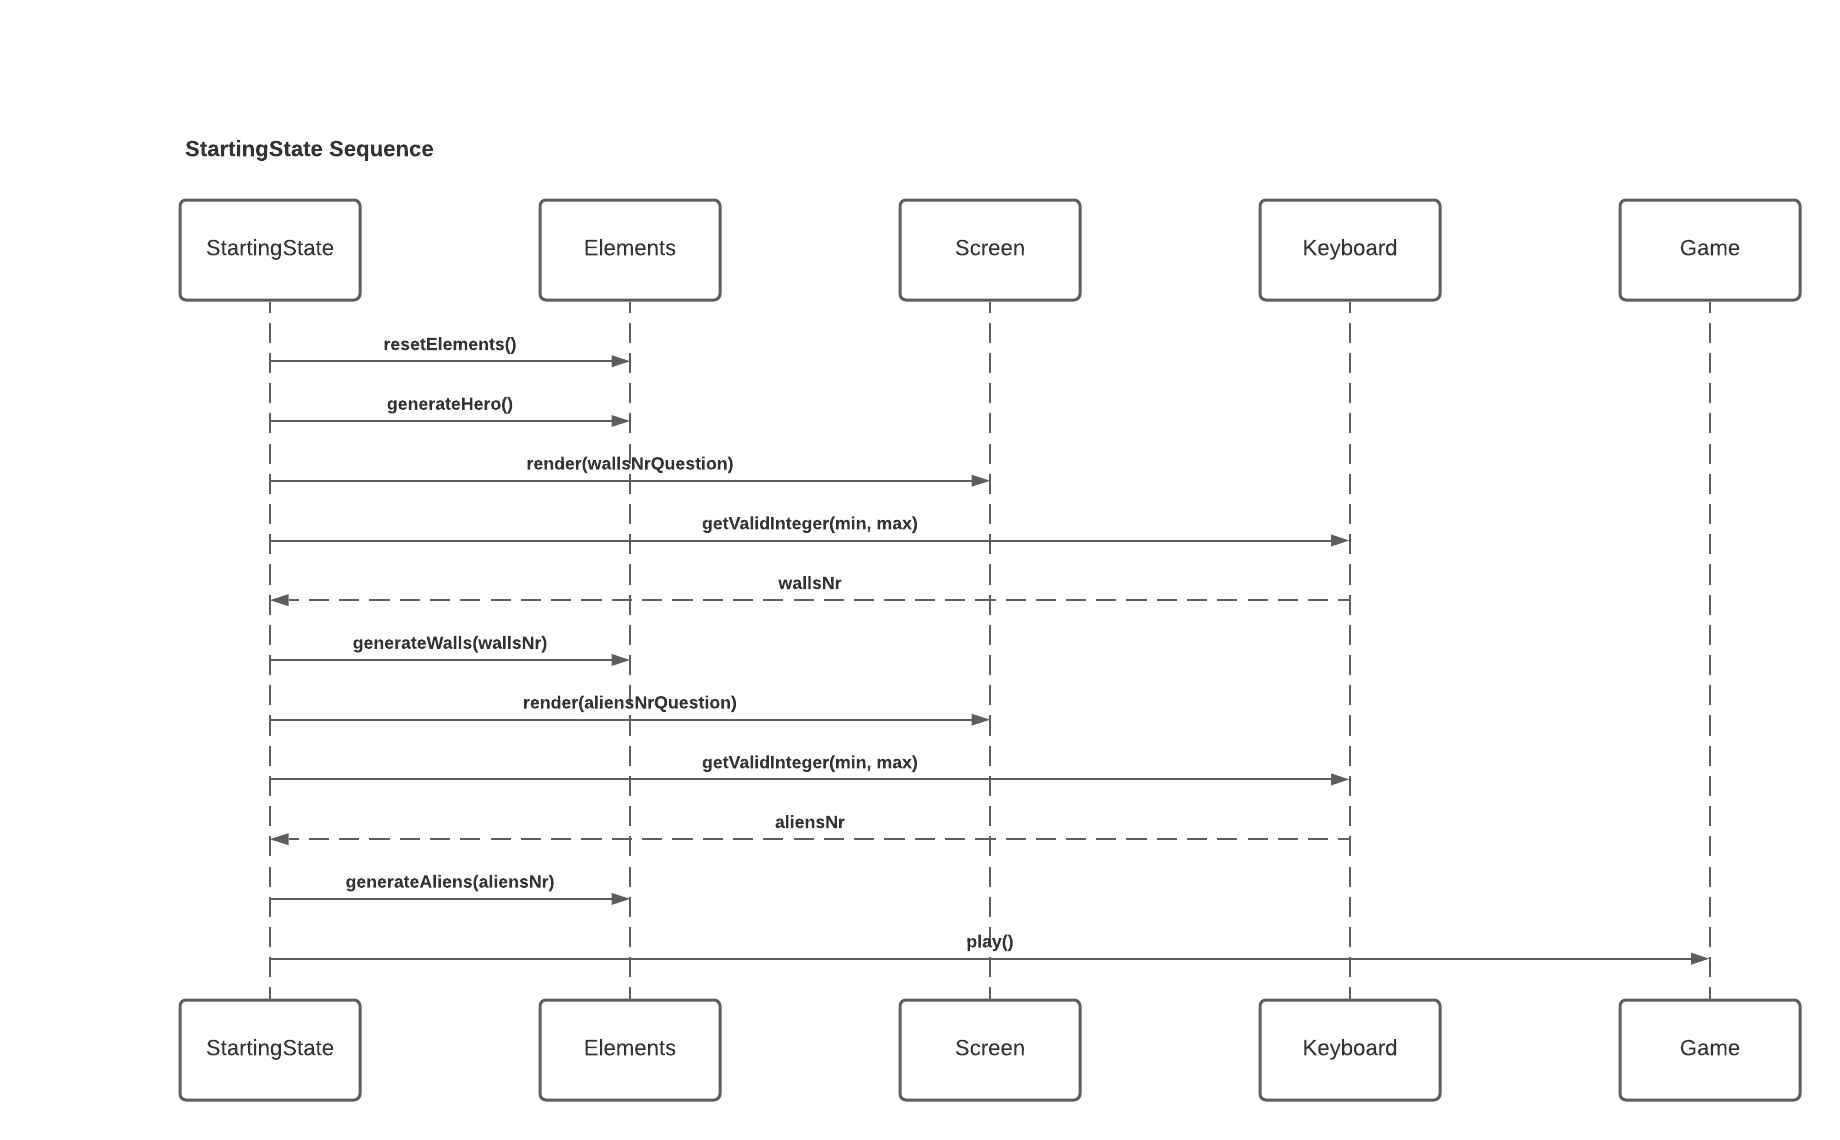 StartingState Sequence
StartingState
Elements
Screen
Keyboard
Game
resetElements()
generateHero()
render(wallsNrQuestion)
getValidInteger(min, max)
wallsNr
generateWalls(wallsNr)
render(aliensNrQuestion)
getValidInteger(min, max)
aliensNr
generateAliens(aliensNr)
play()
StartingState
Elements
Screen
Keyboard
Game